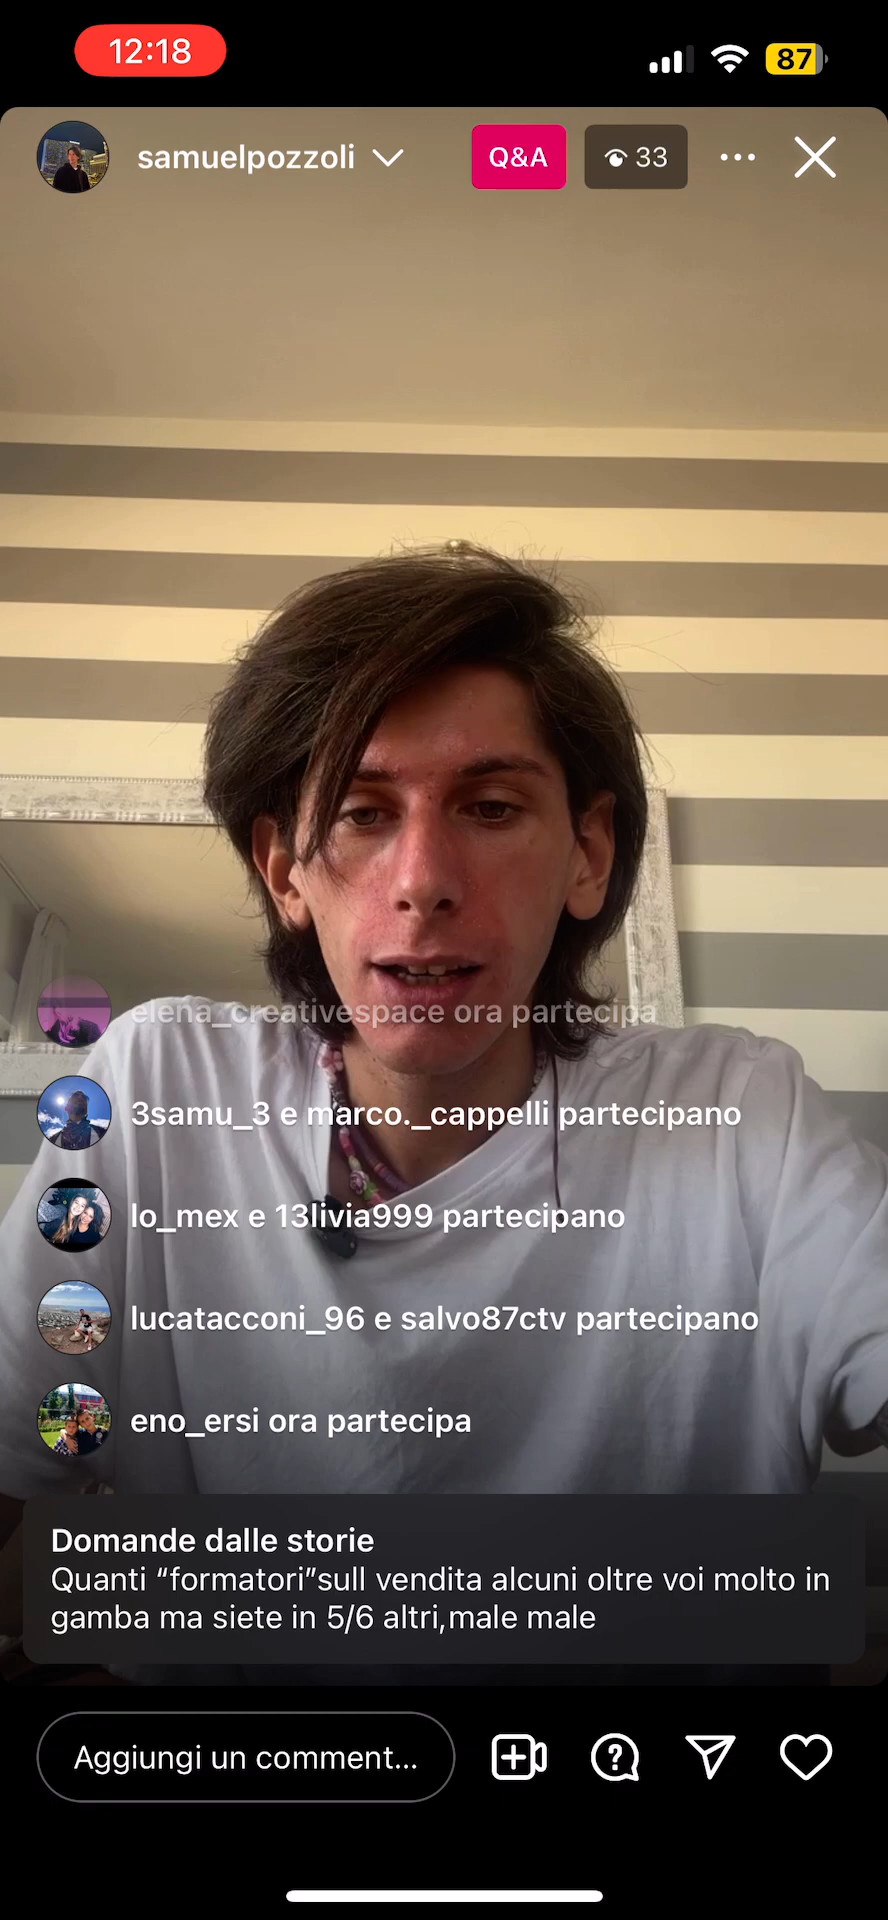 12:18
87
samuelpozzoli
Q&A
33
elena_creativespace ora partecipa
3samu_3 e marco._cappelli partecipano
lo_mex e 13livia999 partecipano
lucatacconi_96 e salvo87ctv partecipano
eno_ersi ora partecipa
Domande dalle storie
Quanti “formatori”sull vendita alcuni oltre voi molto in
gamba ma siete in 5/6 altri,male male
Aggiungi un comment...